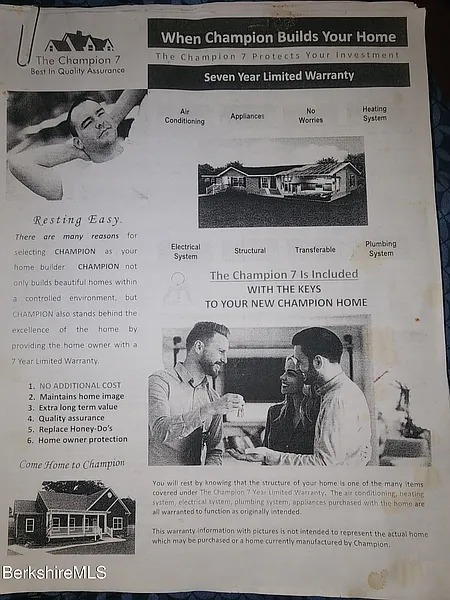 The Champion 7
Best In Quality Assurance
When Champion Builds Your Home
The Champion 7 Protects Your Investment
Seven Year Limited Warranty
Air
Conditioning
Appliances
No
Worries
Heating
System
Resting Easy.
There are many reasons for
selecting CHAMPION as your
home builder. CHAMPION not
only builds beautiful homes within
a controlled environment, but
CHAMPION also stands behind the
excellence of the home by
providing the home owner with a
7 Year Limited Warranty.
1. NO ADDITIONAL COST
2. Maintains home image
3. Extra long term value
4. Quality assurance
5. Replace Honey-Do's
6. Home owner protection
Come Home to Champion
Electrical
System
Structural
Transferable
Plumbing
System
The Champion 7 Is Included
WITH THE KEYS
TO YOUR NEW CHAMPION HOME
You will rest by knowing that the structure of your home is one of the many items
covered under The Champion 7 Year Limited Warranty. The air conditioning, heating
system, electrical system, plumbing system, appliances purchased with the home are
all warranted to function as originally intended.
This warranty information with pictures is not intended to represent the actual home
which may be purchased or a home currently manufactured by Champion.
BerkshireMLS